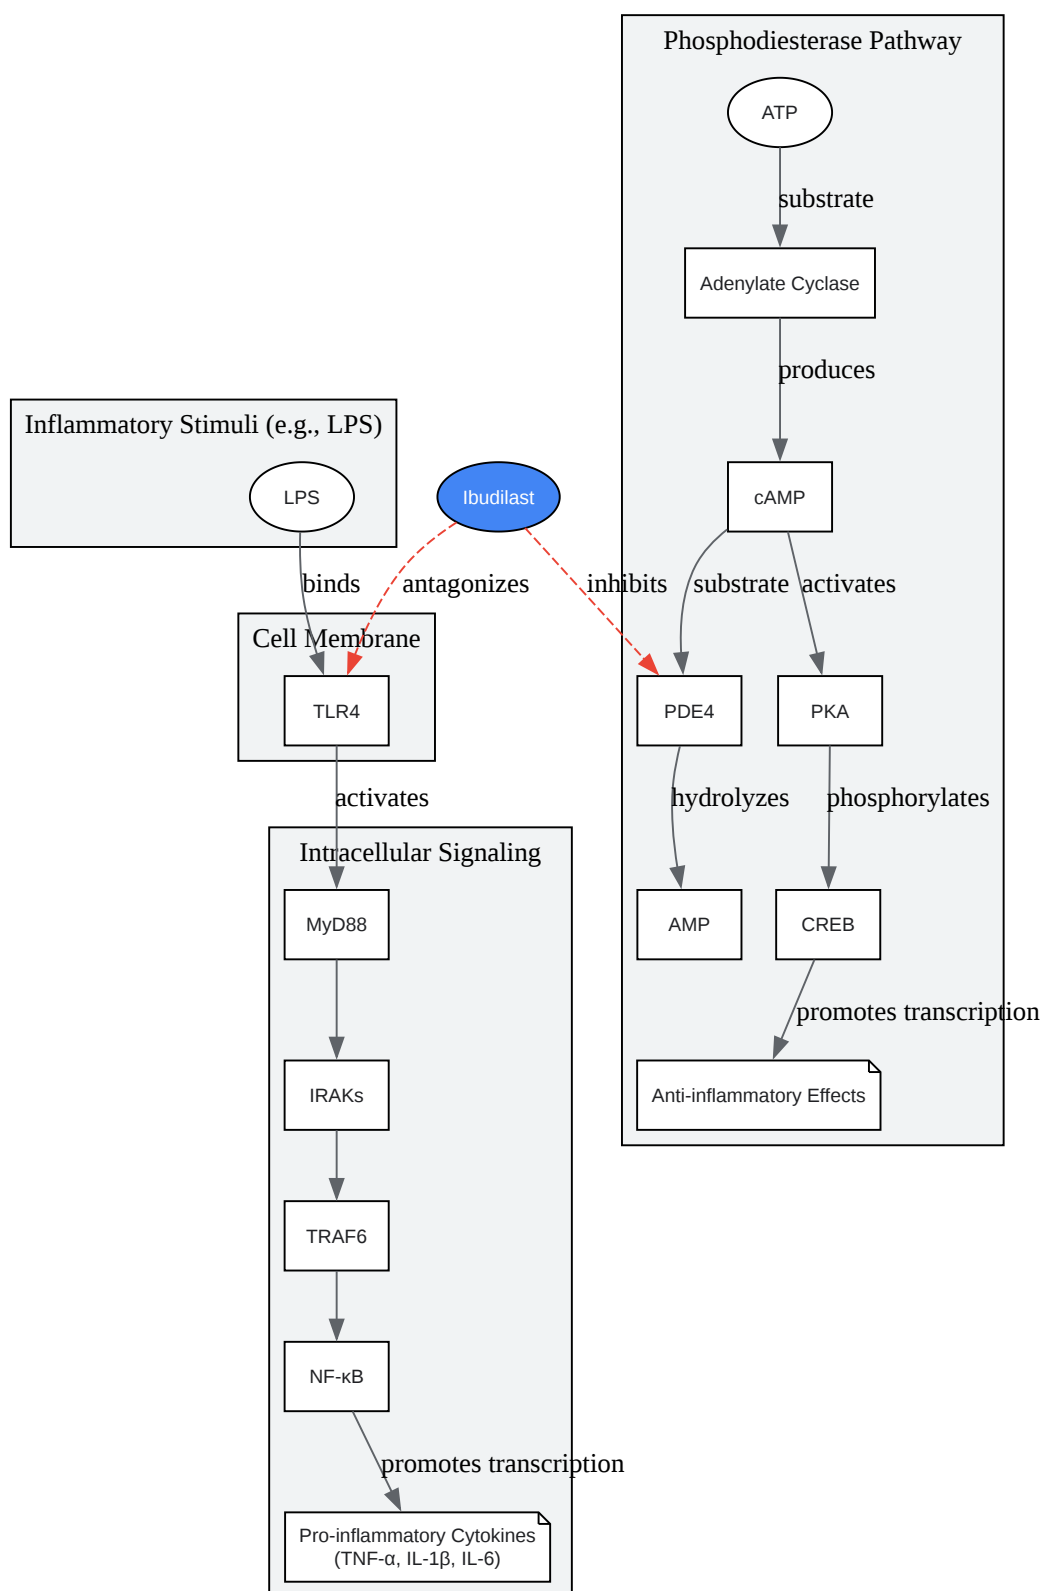 Phosphodiesterase Pathway
ATP
substrate
Adenylate Cyclase
produces
Inflammatory Stimuli (e.g., LPS)
LPS
Ibudilast
cAMP
binds
antagonizes
inhibits
substrate
activates
Cell Membrane
TLR4
PDE4
PKA
activates
hydrolyzes
phosphorylates
Intracellular Signaling
MyD88
AMP
CREB
promotes transcription
IRAKs
Anti-inflammatory Effects
TRAF6
NF-κB
promotes transcription
Pro-inflammatory Cytokines
(TNF-α, IL-1β, IL-6)